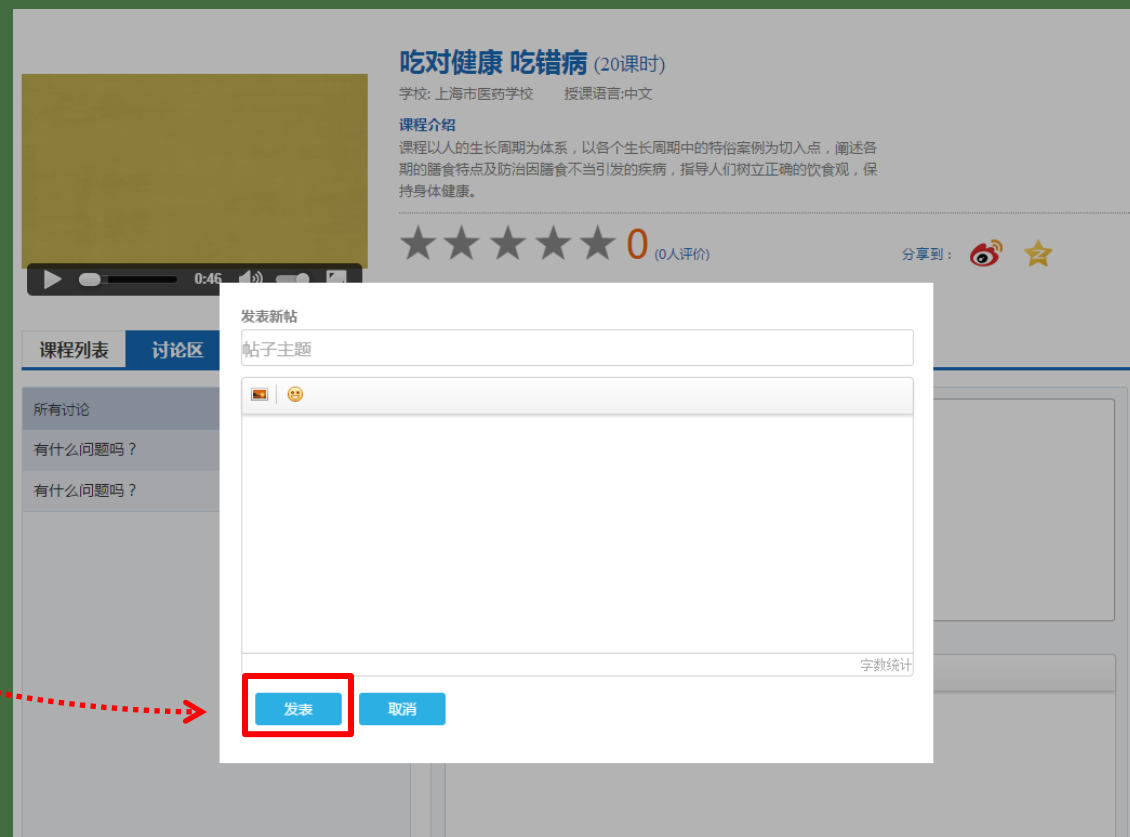 吃对健康 吃错病 (20课时)
学校: 上海市医药学校 授课语言:中文
课程介绍
课程以人的生长周期为体系，以各个生长周期中的特俗案例为切入点，阐述各
期的膳食特点及防治因膳食不当引发的疾病，指导人们树立正确的饮食观，保
持身体健康。
0 (0人评价)
分享到：
0:46
课程列表 讨论区
所有讨论
有什么问题吗？
有什么问题吗？
发表新帖
帖子主题
字数统计
发表 取消